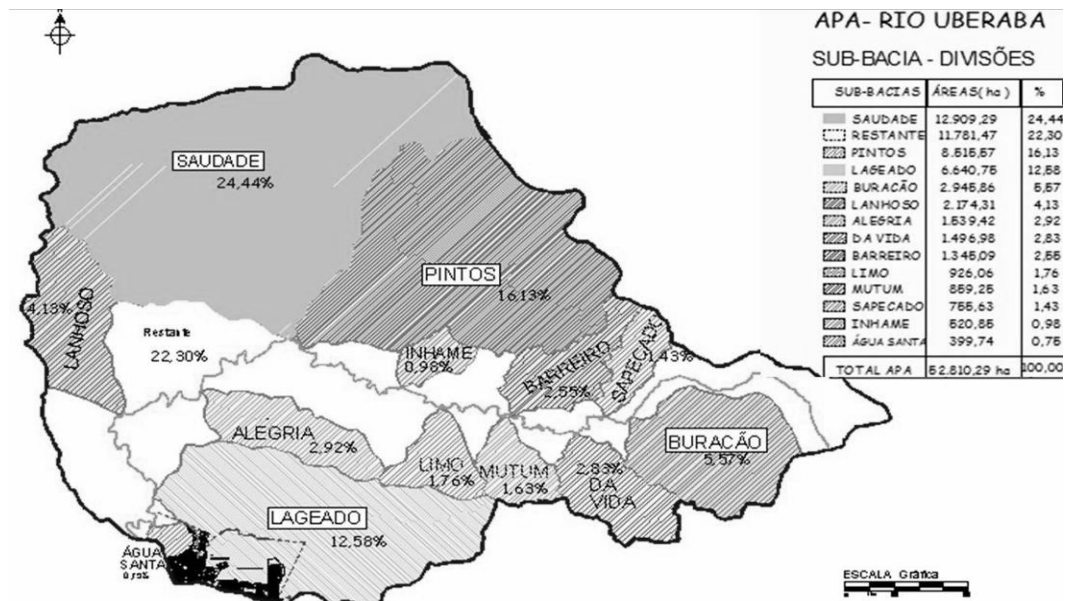 APA- RIO UBERABA
SUB-BACIA - DIVISÕES
SUB-BACIAS ÁREAS(ha) %
SAUDADE 12.909,29 24,44
RESTANTE 11.781,47 22,30
PINTOS 8.515,57 16,13
LAGEADO 6.640,75 12,58
BURACÃO 2.945,86 5,57
LANHOSO 2.174,31 4,13
ALEGRIA 1.539,42 2,92
DA VIDA 1.496,98 2,83
BARREIRO 1.345,09 2,55
LIMO 926,06 1,76
MUTUM 859,25 1,63
SAPECADO 755,63 1,43
INHAME 520,85 0,98
ÁGUA SANTA 399,74 0,75
TOTAL APA 52.810,29 ha 100,00
SAUDADE
24,44%
PINTOS
16,13%
4,13%
LANHOSO
Restante
22,30%
INHAME
0,98%
BARREIRO
2,55%
SAPECADO
1,43%
ALEGRIA
2,92%
LIMO
1,76%
MUTUM
1,63%
2,83%
DA
VIDA
BURACÃO
5,57%
LAGEADO
12,58%
ÁGUA
SANTA
ESCALA Gráfica